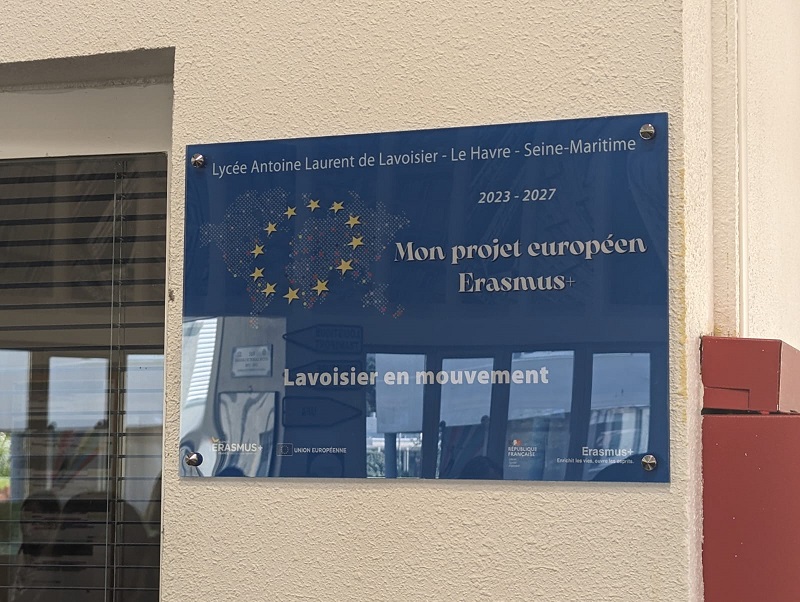 Lycée Antoine Laurent de Lavoisier - Le Havre - Seine-Maritime
2023 - 2027
Mon projet européen
Erasmus+
Lavoisier en mouvement
ERASMUS+
UNION EUROPÉENNE
RÉPUBLIQUE
FRANÇAISE
Erasmus+
Enrichit les vies, ouvre les esprits.